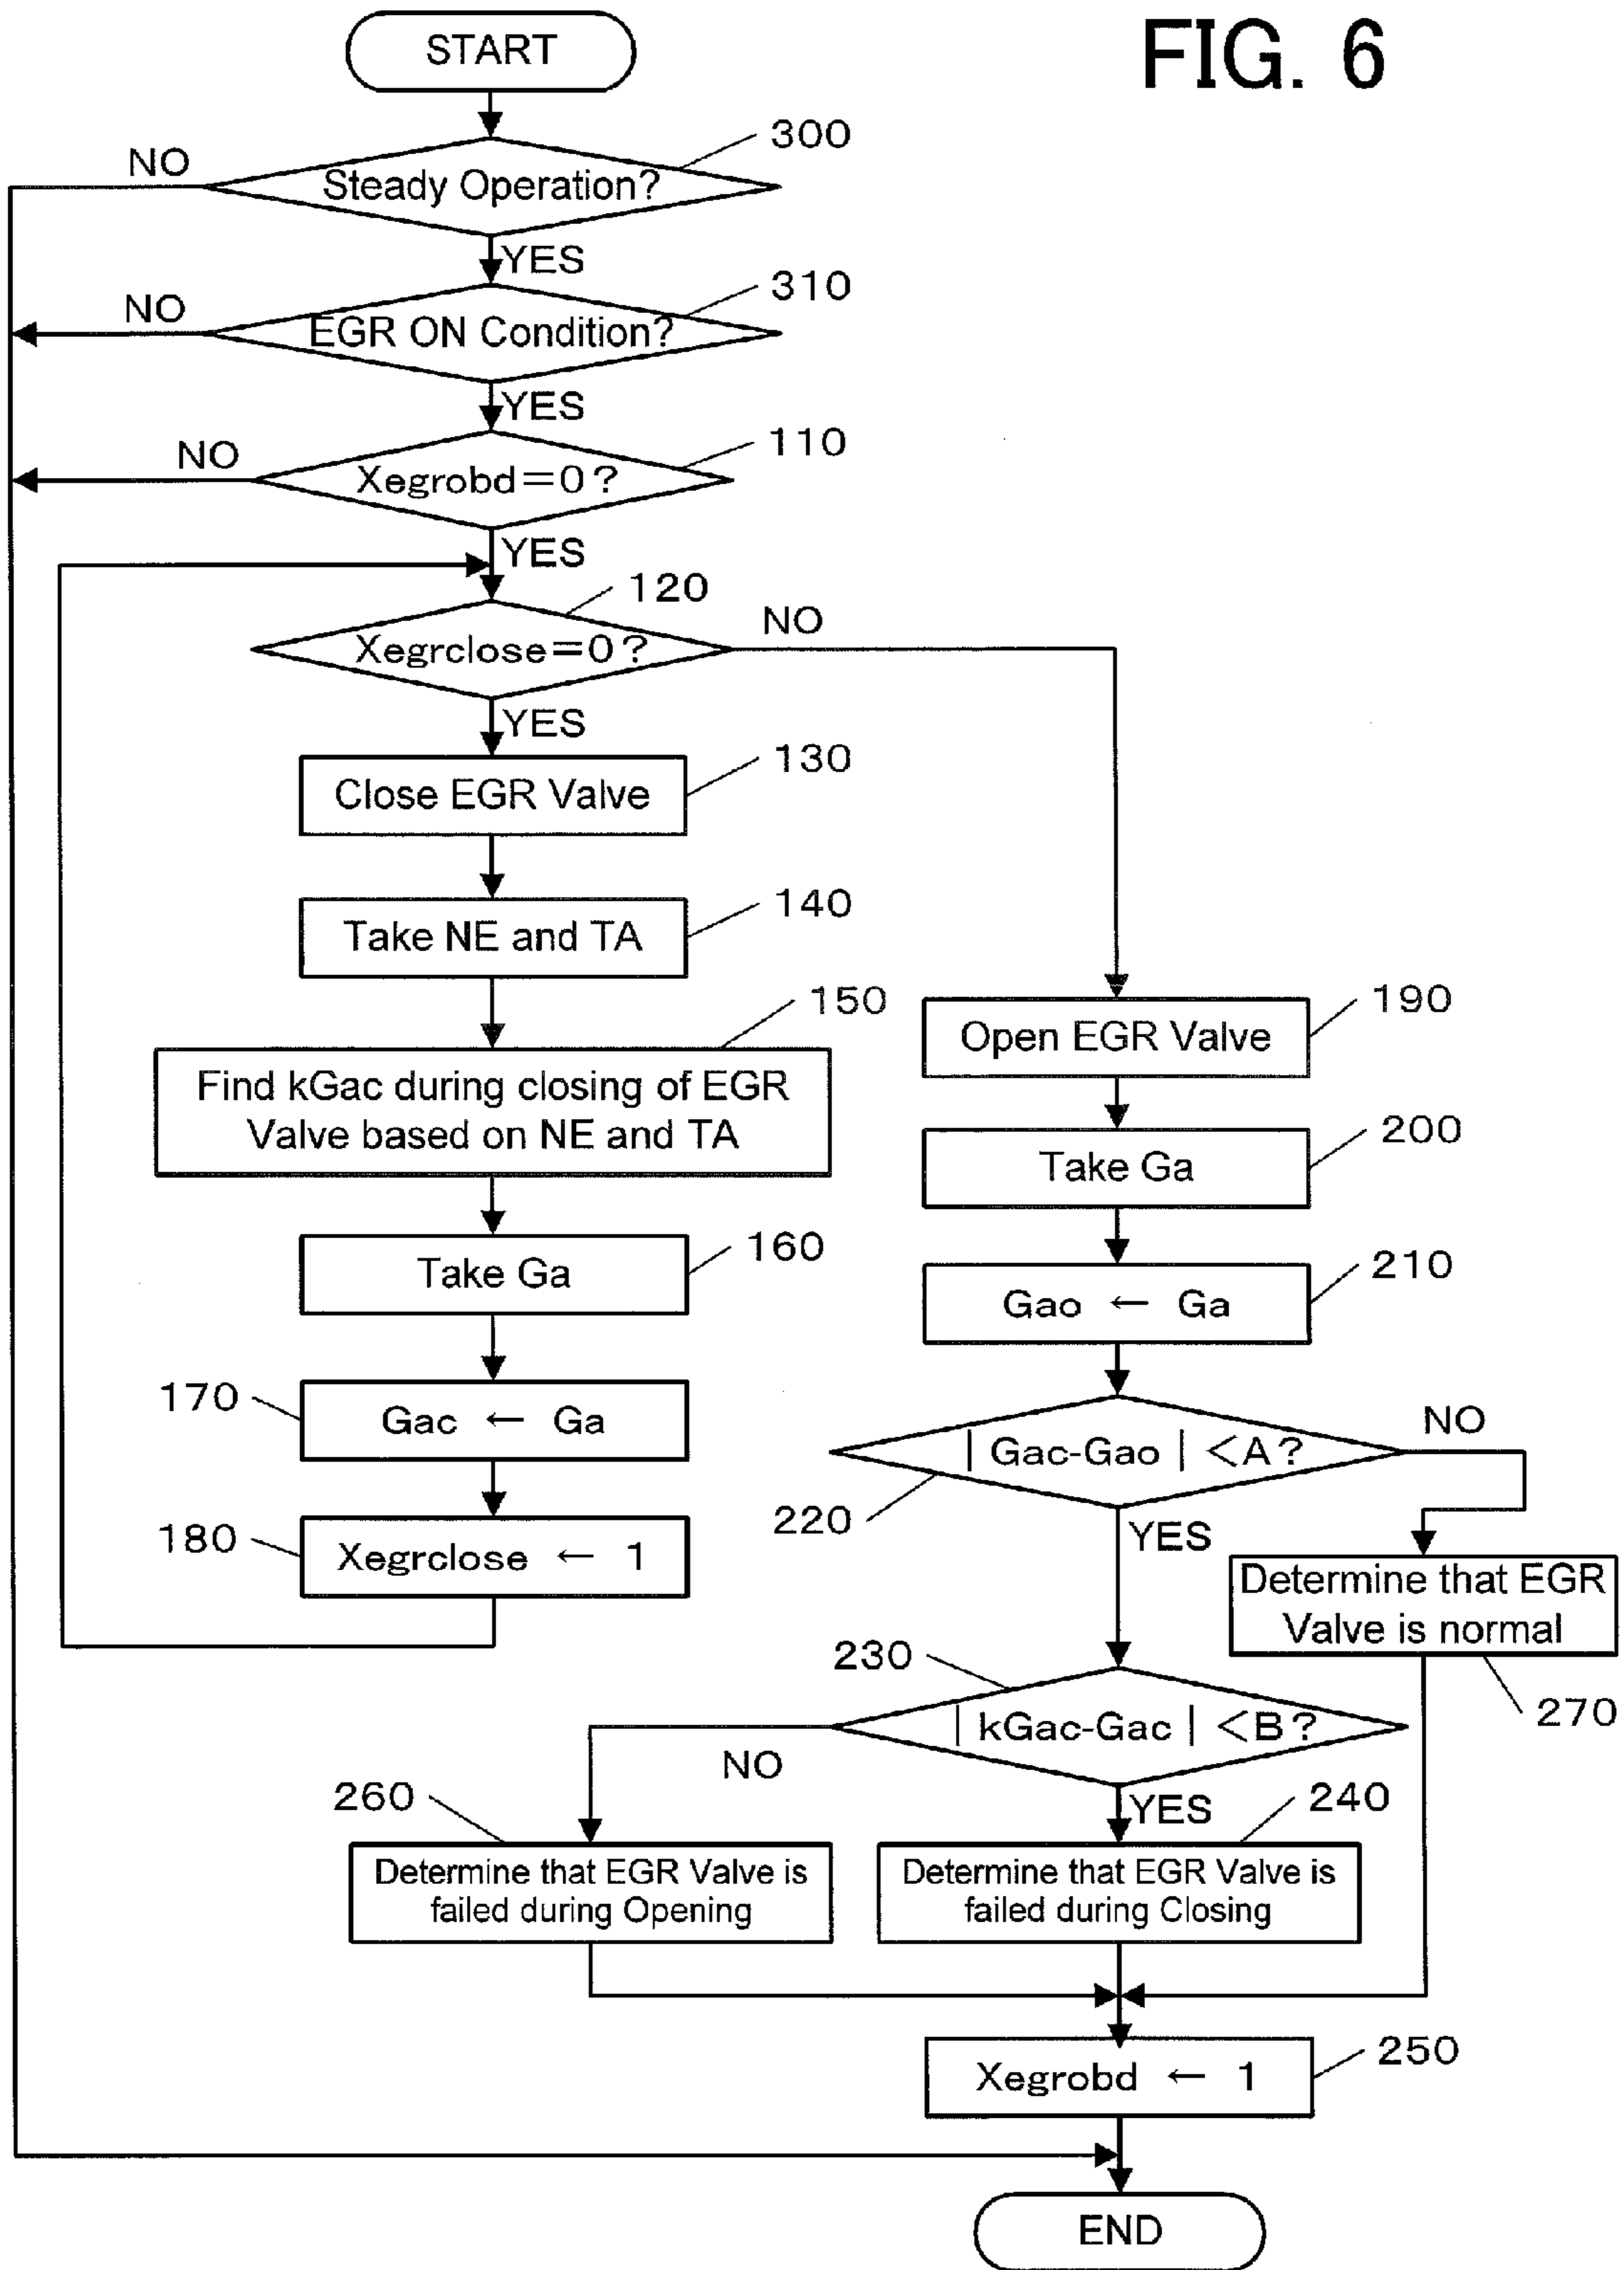 FIG. 6
START
300
NO
Steady Operation?
YES
310
NO
EGR ON Condition?
YES
110
NO
Xegrobd=0?
YES
120
NO
Xegrclose=0?
YES
130
Close EGR Valve
140
Take NE and TA
150
Find kGac during closing of EGR
Valve based on NE and TA
160
Take Ga
170
Gac ← Ga
180
Xegrclose ← 1
190
Open EGR Valve
200
Take Ga
210
Gao ← Ga
NO
| Gac-Gao | <A?
220
YES
Determine that EGR
Valve is normal
270
230
| kGac-Gac | <B?
NO
YES
260
240
Determine that EGR Valve is
failed during Opening
Determine that EGR Valve is
failed during Closing
250
Xegrobd ← 1
END